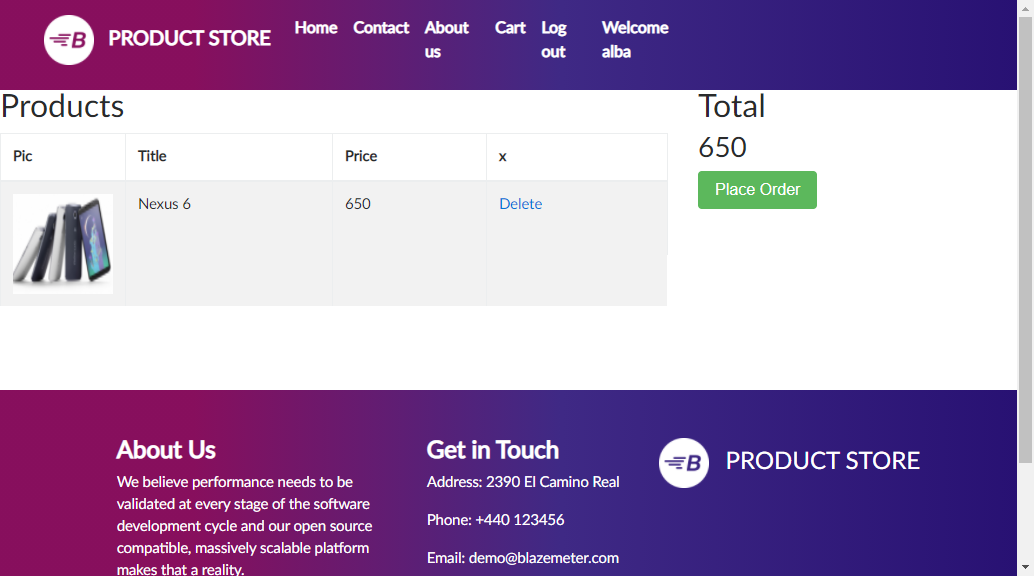 B PRODUCT STORE Home Contact About us Cart Log out Welcome alba
Products
Total
650
Place Order
Pic Title Price x
Nexus 6 650 Delete
About Us
We believe performance needs to be
validated at every stage of the software
development cycle and our open source
compatible, massively scalable platform
makes that a reality.
Get in Touch
Address: 2390 El Camino Real
Phone: +440 123456
Email: demo@blazemeter.com
B PRODUCT STORE